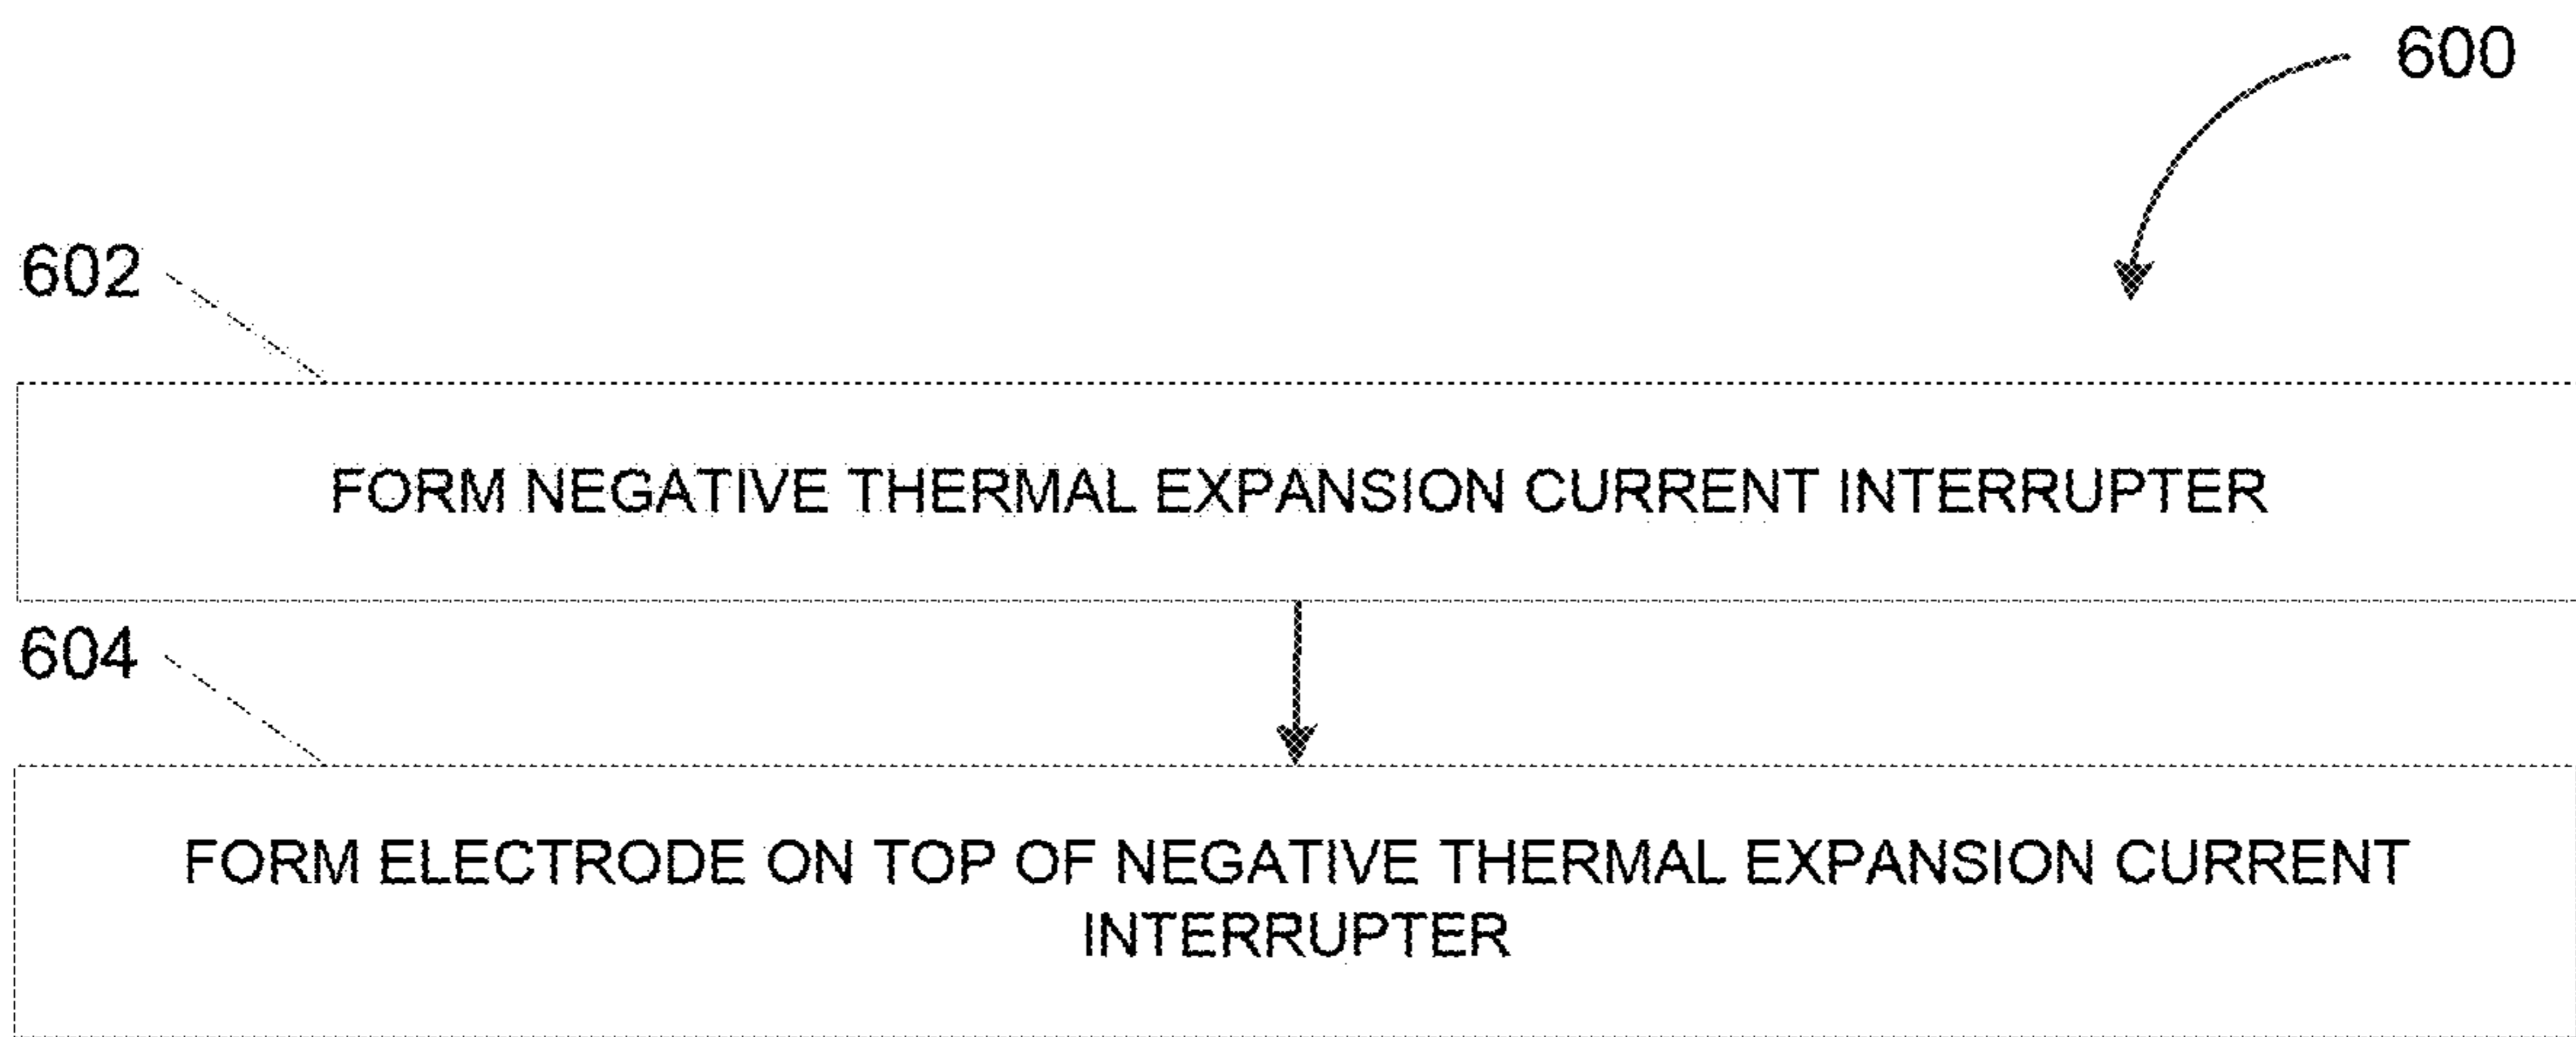 600
602
FORM NEGATIVE THERMAL EXPANSION CURRENT INTERRUPTER
604
FORM ELECTRODE ON TOP OF NEGATIVE THERMAL EXPANSION CURRENT
INTERRUPTER